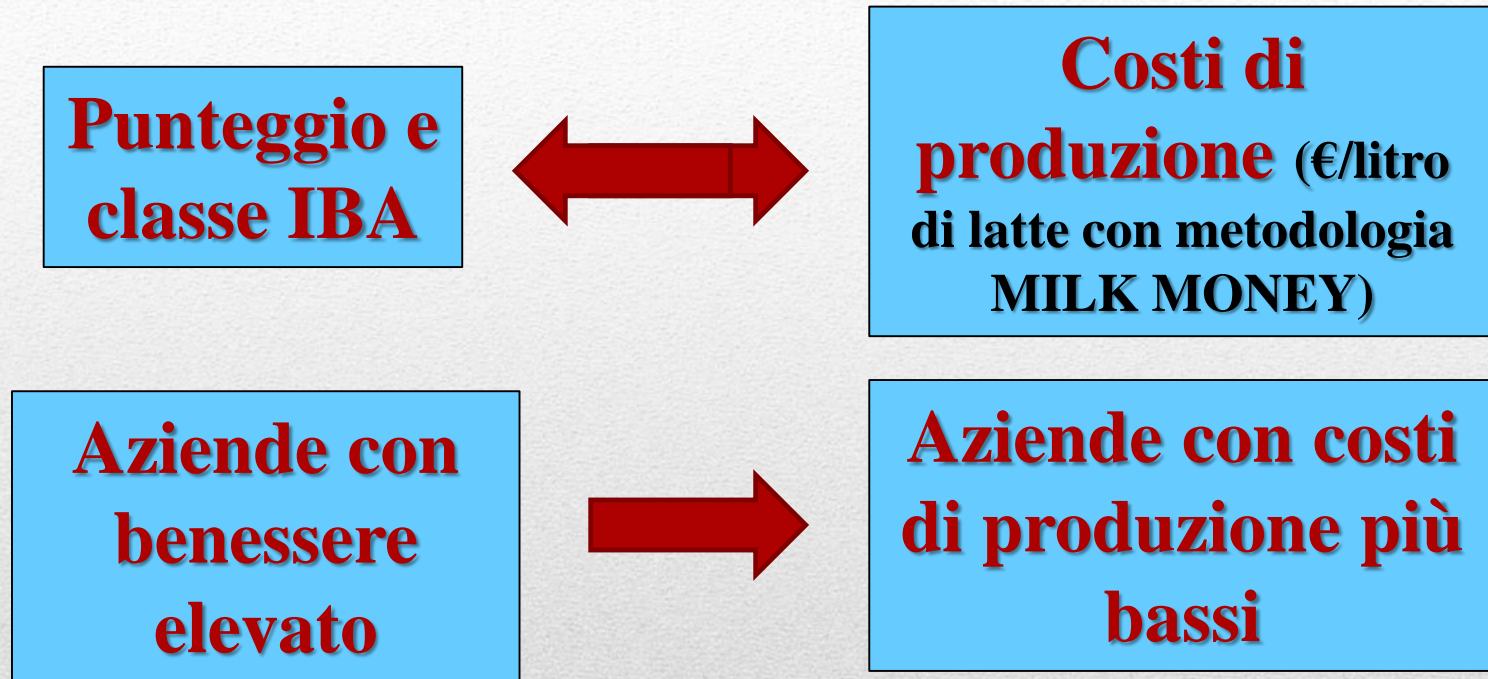 Punteggio e
classe IBA
Costi di
produzione (€/litro
di latte con metodologia
MILK MONEY)
Aziende con
benessere
elevato
Aziende con costi
di produzione più
bassi